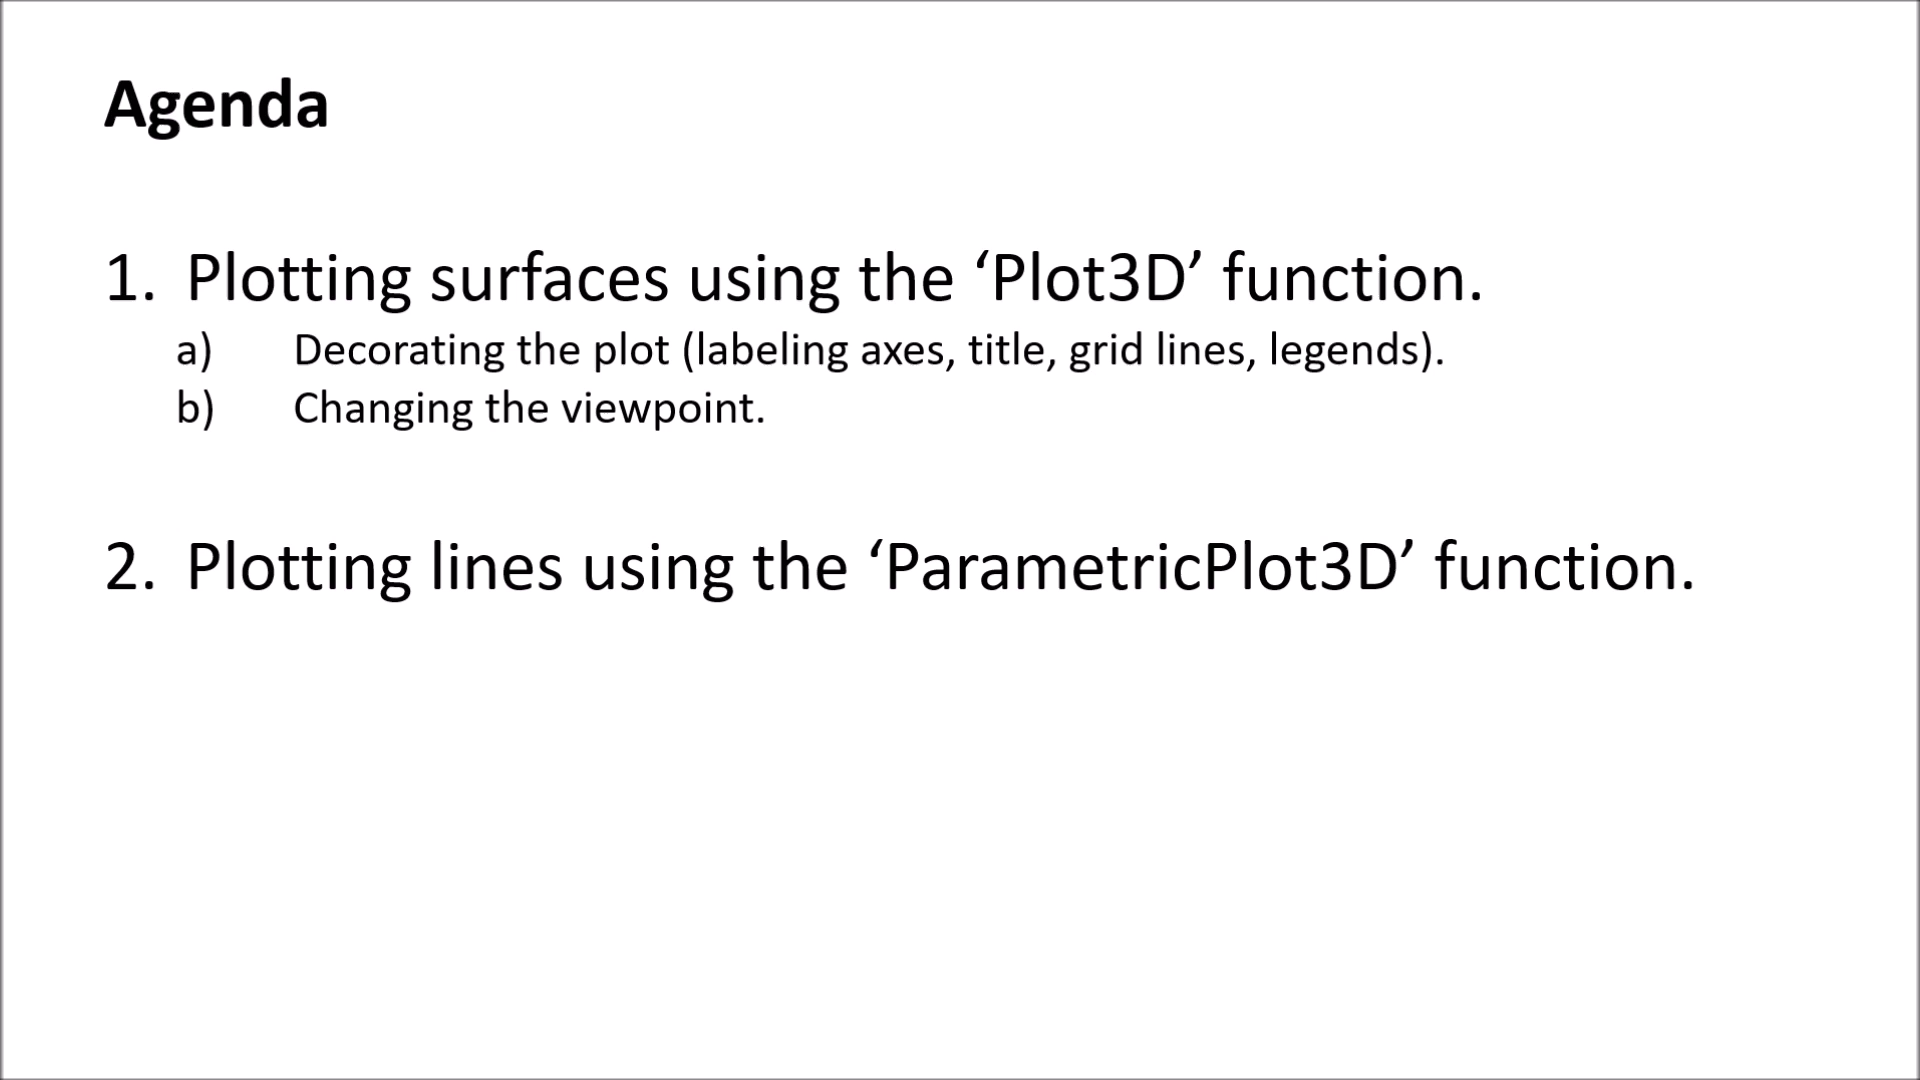 Agenda
1. Plotting surfaces using the ‘Plot3D’ function.
a) Decorating the plot (labeling axes, title, grid lines, legends).
b) Changing the viewpoint.
2. Plotting lines using the ‘ParametricPlot3D’ function.